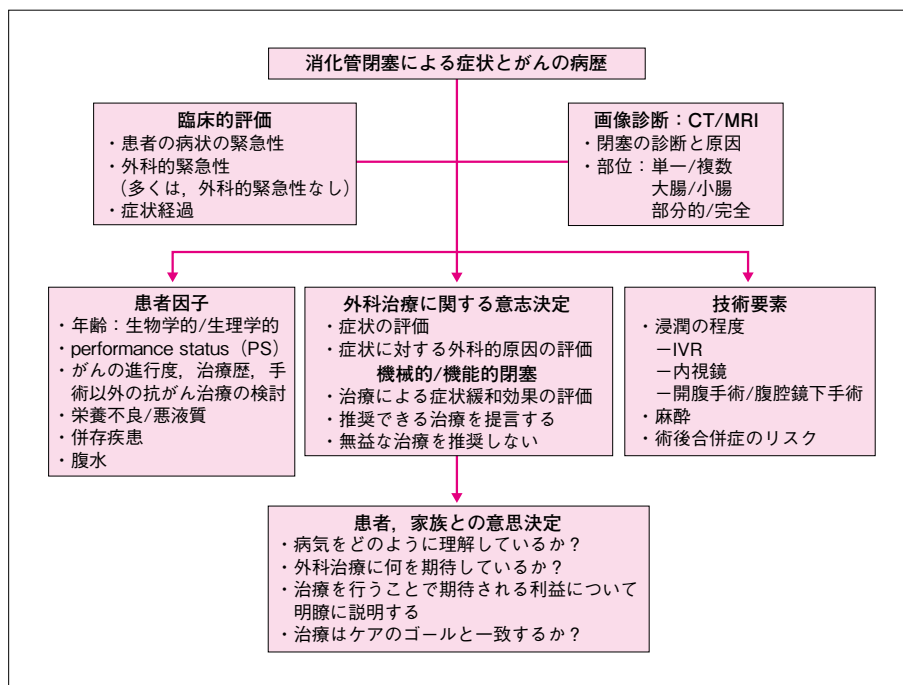 消化管閉塞による症状とがんの病歴
臨床的評価
・患者の病状の緊急性
・外科的緊急性
（多くは，外科的緊急性なし）
・症状経過
画像診断：CT/MRI
・閉塞の診断と原因
・部位：単一/複数
大腸/小腸
部分的/完全
患者因子
・年齢：生物学的/生理学的
・performance status（PS）
・がんの進行度，治療歴，手
術以外の抗がん治療の検討
・栄養不良/悪液質
・併存疾患
・腹水
外科治療に関する意志決定
・症状の評価
・症状に対する外科的原因の評価
機械的/機能的閉塞
・治療による症状緩和効果の評価
・推奨できる治療を提言する
・無益な治療を推奨しない
技術要素
・浸潤の程度
－IVR
－内視鏡
－開腹手術/腹腔鏡下手術
・麻酔
・術後合併症のリスク
患者，家族との意思決定
・病気をどのように理解しているか？
・外科治療に何を期待しているか？
・治療を行うことで期待される利益について
明瞭に説明する
・治療はケアのゴールと一致するか？